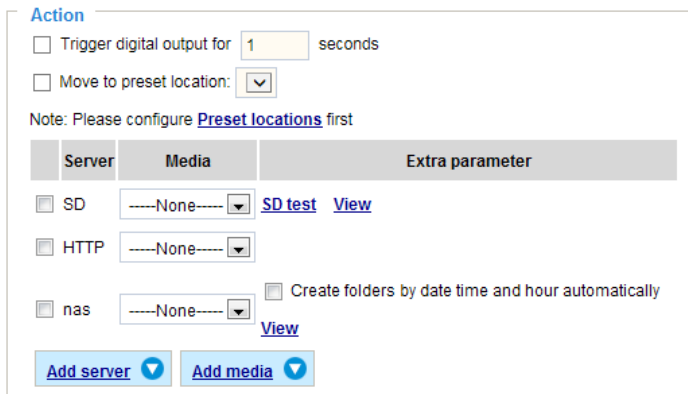 Action
Trigger digital output for 1 seconds
Move to preset location:
Note: Please configure Preset locations first
Server Media Extra parameter
SD -----None----- SD test View
HTTP -----None-----
nas -----None----- Create folders by date time and hour automatically
View
Add server Add media